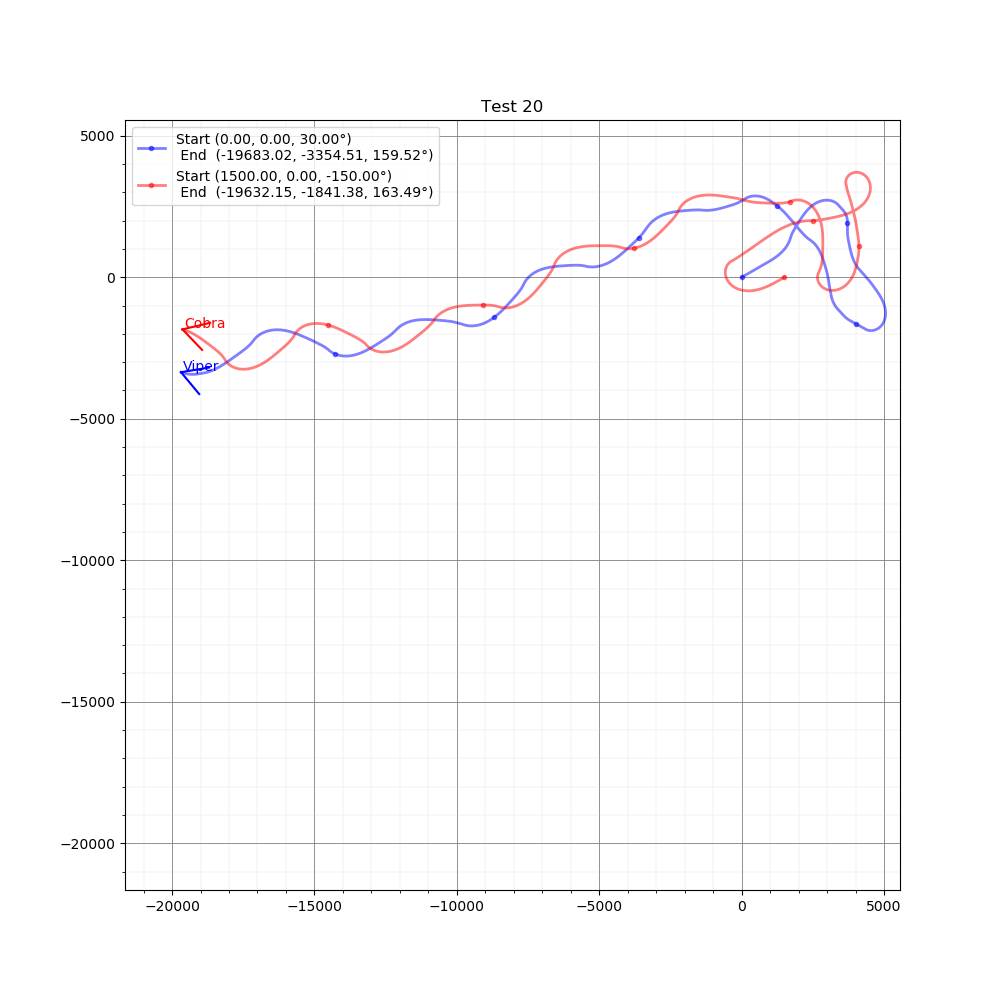 Test 20
Start (0.00, 0.00, 30.00°)
End (-19683.02, -3354.51, 159.52°)
Start (1500.00, 0.00, -150.00°)
End (-19632.15, -1841.38, 163.49°)
5000
0
−5000
−10000
−15000
−20000
Cobra
Viper
−20000 −15000 −10000 −5000 0 5000